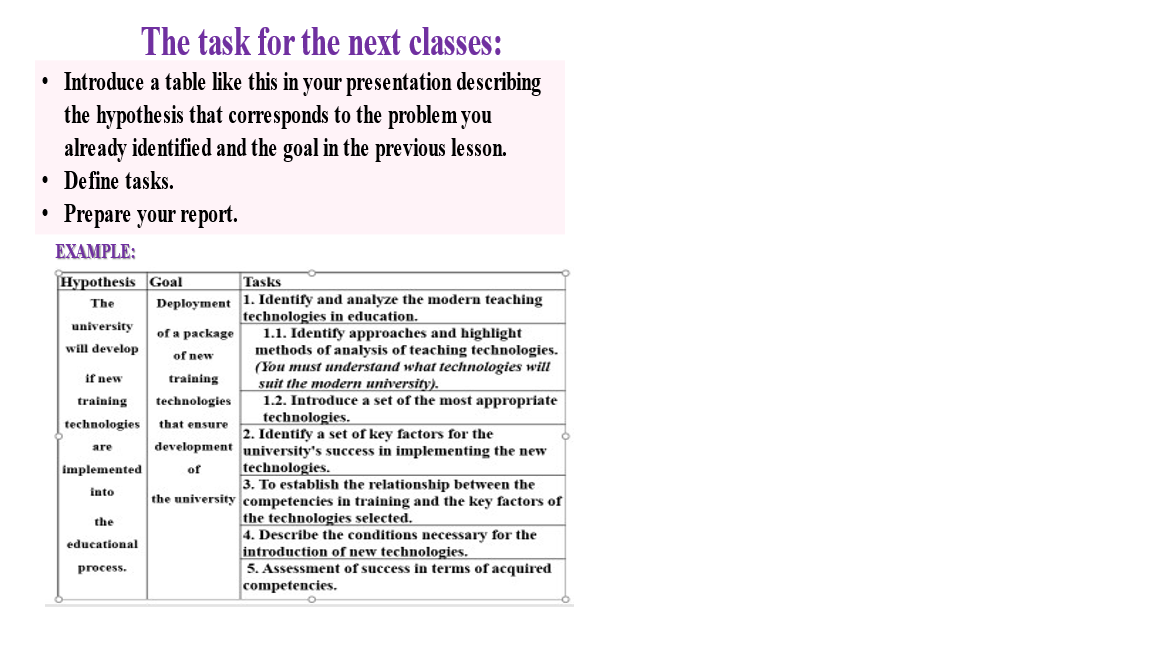 The task for the next classes:
• Introduce a table like this in your presentation describing
the hypothesis that corresponds to the problem you
already identified and the goal in the previous lesson.
• Define tasks.
• Prepare your report.
EXAMPLE:
Hypothesis Goal Tasks
The
university
will develop
if new
training
technologies
are
implemented
into
the
educational
process.
Deployment
of a package
of new
training
technologies
that ensure
development
of
the university
1. Identify and analyze the modern teaching
technologies in education.
1.1. Identify approaches and highlight
methods of analysis of teaching technologies.
(You must understand what technologies will
suit the modern university).
1.2. Introduce a set of the most appropriate
technologies.
2. Identify a set of key factors for the
university's success in implementing the new
technologies.
3. To establish the relationship between the
competencies in training and the key factors of
the technologies selected.
4. Describe the conditions necessary for the
introduction of new technologies.
5. Assessment of success in terms of acquired
competencies.